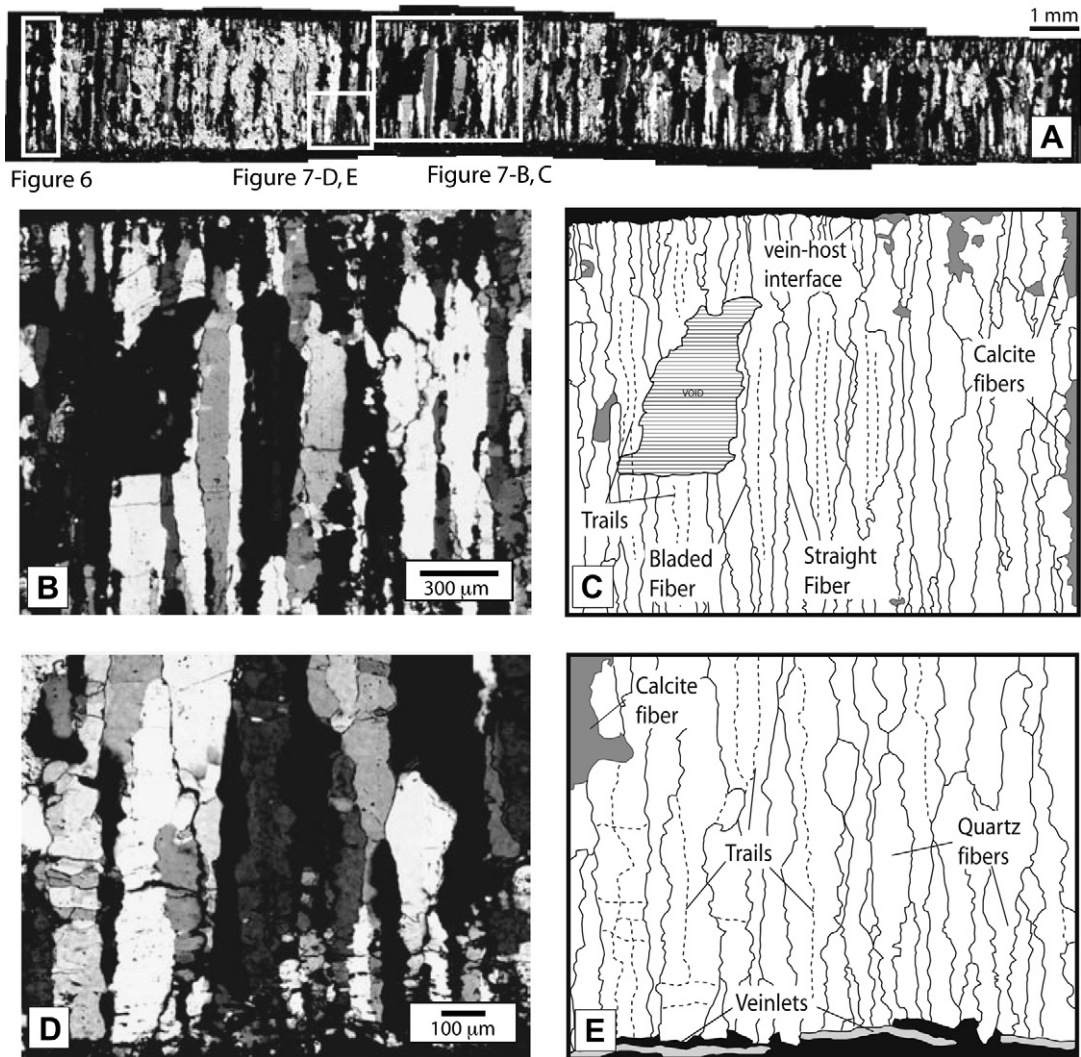 1 mm
A
Figure 6
Figure 7-D, E
Figure 7-B, C
B
300 μm
vein-host
interface
Calcite
fibers
VOID
Trails
Bladed
Fiber
Straight
Fiber
C
D
100 μm
Calcite
fiber
Trails
Quartz
fibers
Veinlets
E